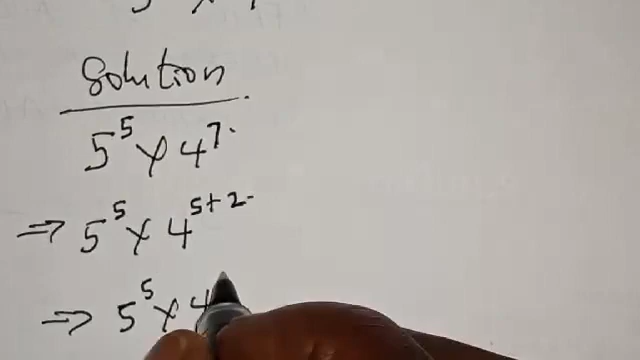 Solution
5⁵ × 4⁷.
⇒ 5⁵ × 4⁵⁺²·
⇒ 5⁵ × 4